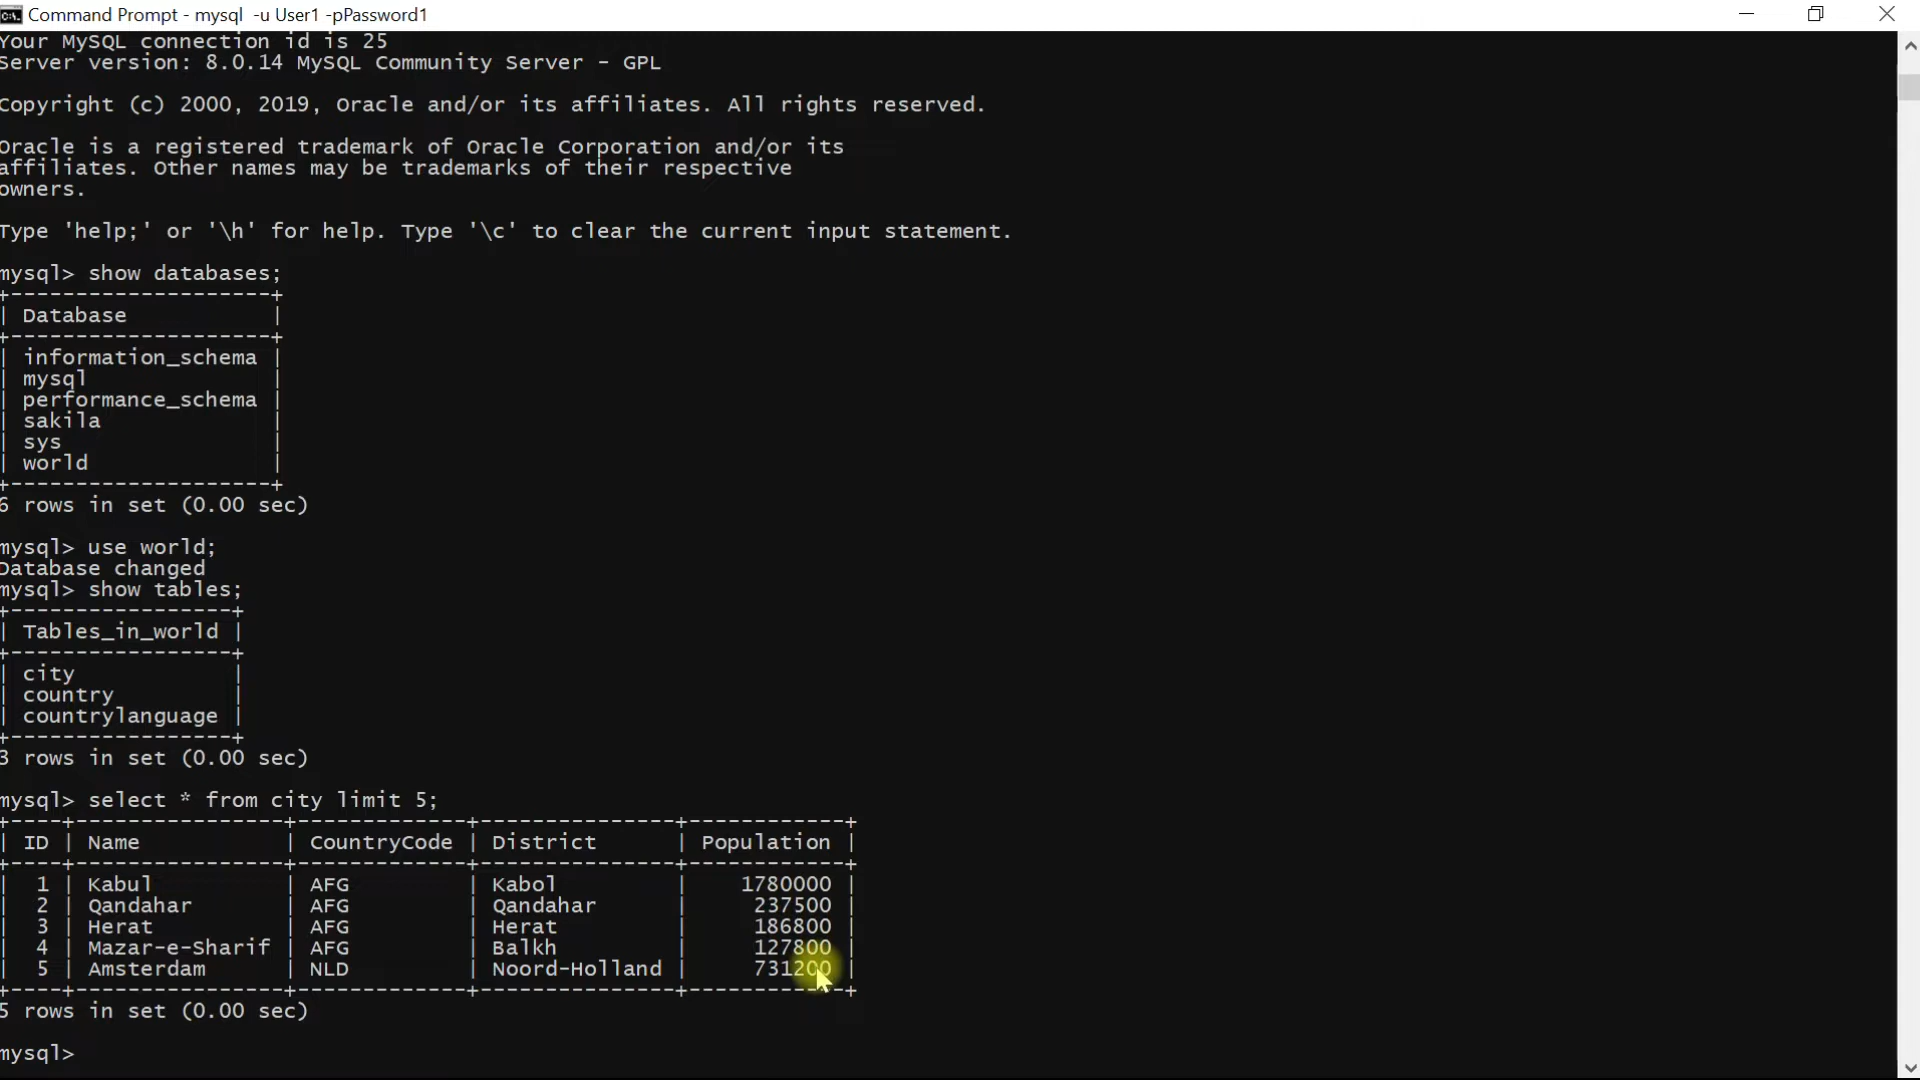 Command Prompt - mysql -u User1 -pPassword1
Your MySQL connection id is 25
Server version: 8.0.14 MySQL Community Server - GPL
Copyright (c) 2000, 2019, Oracle and/or its affiliates. All rights reserved.
Oracle is a registered trademark of Oracle Corporation and/or its
affiliates. Other names may be trademarks of their respective
owners.
Type 'help;' or '\h' for help. Type '\c' to clear the current input statement.
mysql> show databases;
+--------------------+
| Database           |
+--------------------+
| information_schema |
| mysql              |
| performance_schema |
| sakila             |
| sys                |
| world              |
+--------------------+
6 rows in set (0.00 sec)
mysql> use world;
Database changed
mysql> show tables;
+-----------------+
| Tables_in_world |
+-----------------+
| city            |
| country         |
| countrylanguage |
+-----------------+
3 rows in set (0.00 sec)
mysql> select * from city limit 5;
+----+----------------+-------------+---------------+------------+
| ID | Name           | CountryCode | District      | Population |
+----+----------------+-------------+---------------+------------+
|  1 | Kabul          | AFG         | Kabol         |    1780000 |
|  2 | Qandahar       | AFG         | Qandahar      |     237500 |
|  3 | Herat          | AFG         | Herat         |     186800 |
|  4 | Mazar-e-Sharif | AFG         | Balkh         |     127800 |
|  5 | Amsterdam      | NLD         | Noord-Holland |     731200 |
+----+----------------+-------------+---------------+------------+
5 rows in set (0.00 sec)
mysql>